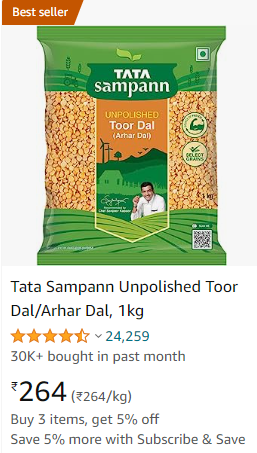 Best seller
TATA
sampann
UNPOLISHED
Toor Dal
(Arhar Dal)
SELECT
GRAINS
Tata Sampann Unpolished Toor
Dal/Arhar Dal, 1kg
24,259
30K+ bought in past month
₹264 (₹264/kg)
Buy 3 items, get 5% off
Save 5% more with Subscribe & Save